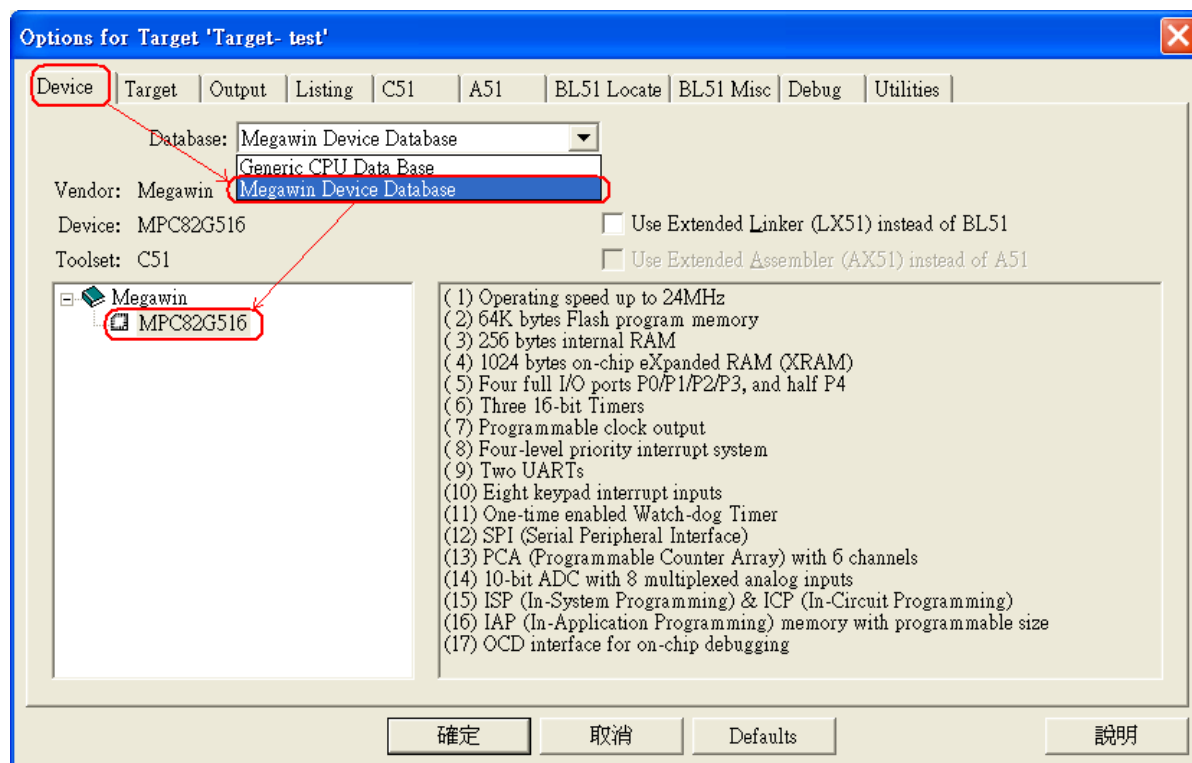 Options for Target 'Target- test'
Device Target Output Listing C51 A51 BL51 Locate BL51 Misc Debug Utilities
Database: Megawin Device Database
Generic CPU Data Base
Vendor: Megawin Megawin Device Database
Device: MPC82G516 Use Extended Linker (LX51) instead of BL51
Toolset: C51 Use Extended Assembler (AX51) instead of A51
Megawin
MPC82G516
( 1) Operating speed up to 24MHz
( 2) 64K bytes Flash program memory
( 3) 256 bytes internal RAM
( 4) 1024 bytes on-chip eXpanded RAM (XRAM)
( 5) Four full I/O ports P0/P1/P2/P3, and half P4
( 6) Three 16-bit Timers
( 7) Programmable clock output
( 8) Four-level priority interrupt system
( 9) Two UARTs
(10) Eight keypad interrupt inputs
(11) One-time enabled Watch-dog Timer
(12) SPI (Serial Peripheral Interface)
(13) PCA (Programmable Counter Array) with 6 channels
(14) 10-bit ADC with 8 multiplexed analog inputs
(15) ISP (In-System Programming) & ICP (In-Circuit Programming)
(16) IAP (In-Application Programming) memory with programmable size
(17) OCD interface for on-chip debugging
確定 取消 Defaults 說明